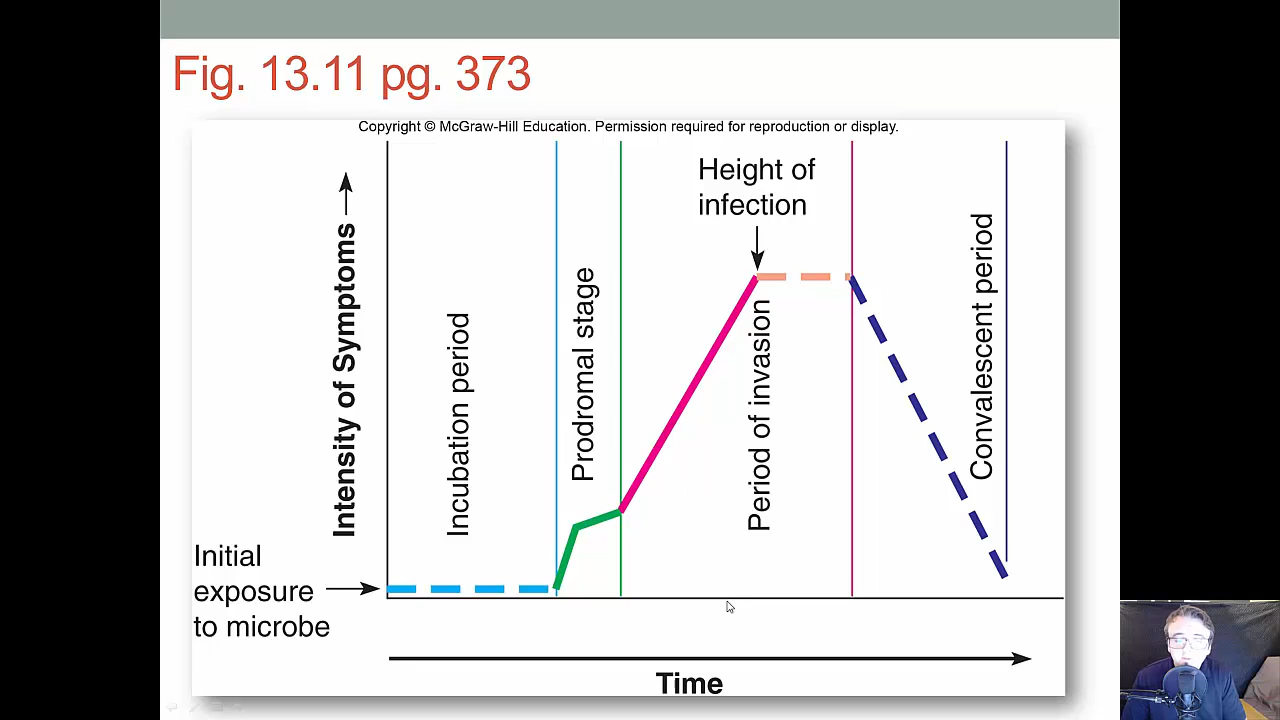 Fig. 13.11 pg. 373
Copyright © McGraw-Hill Education. Permission required for reproduction or display.
Height of
infection
Intensity of Symptoms
Incubation period
Prodromal stage
Period of invasion
Convalescent period
Initial
exposure
to microbe
Time